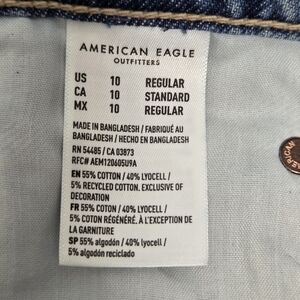 AMERICAN EAGLE
OUTFITTERS
US 10 REGULAR
CA 10 STANDARD
MX 10 REGULAR
MADE IN BANGLADESH / FABRIQUÉ AU
BANGLADESH / HECHO EN BANGLADESH
RN 54485 / CA 03873
RFC# AEM120605U9A
EN 55% COTTON / 40% LYOCELL /
5% RECYCLED COTTON. EXCLUSIVE OF
DECORATION
FR 55% COTON / 40% LYOCELL /
5% COTON RÉGÉNÉRÉ. À L'EXCEPTION DE
LA GARNITURE
SP 55% algodón / 40% lyocell /
5% algodón reciclado